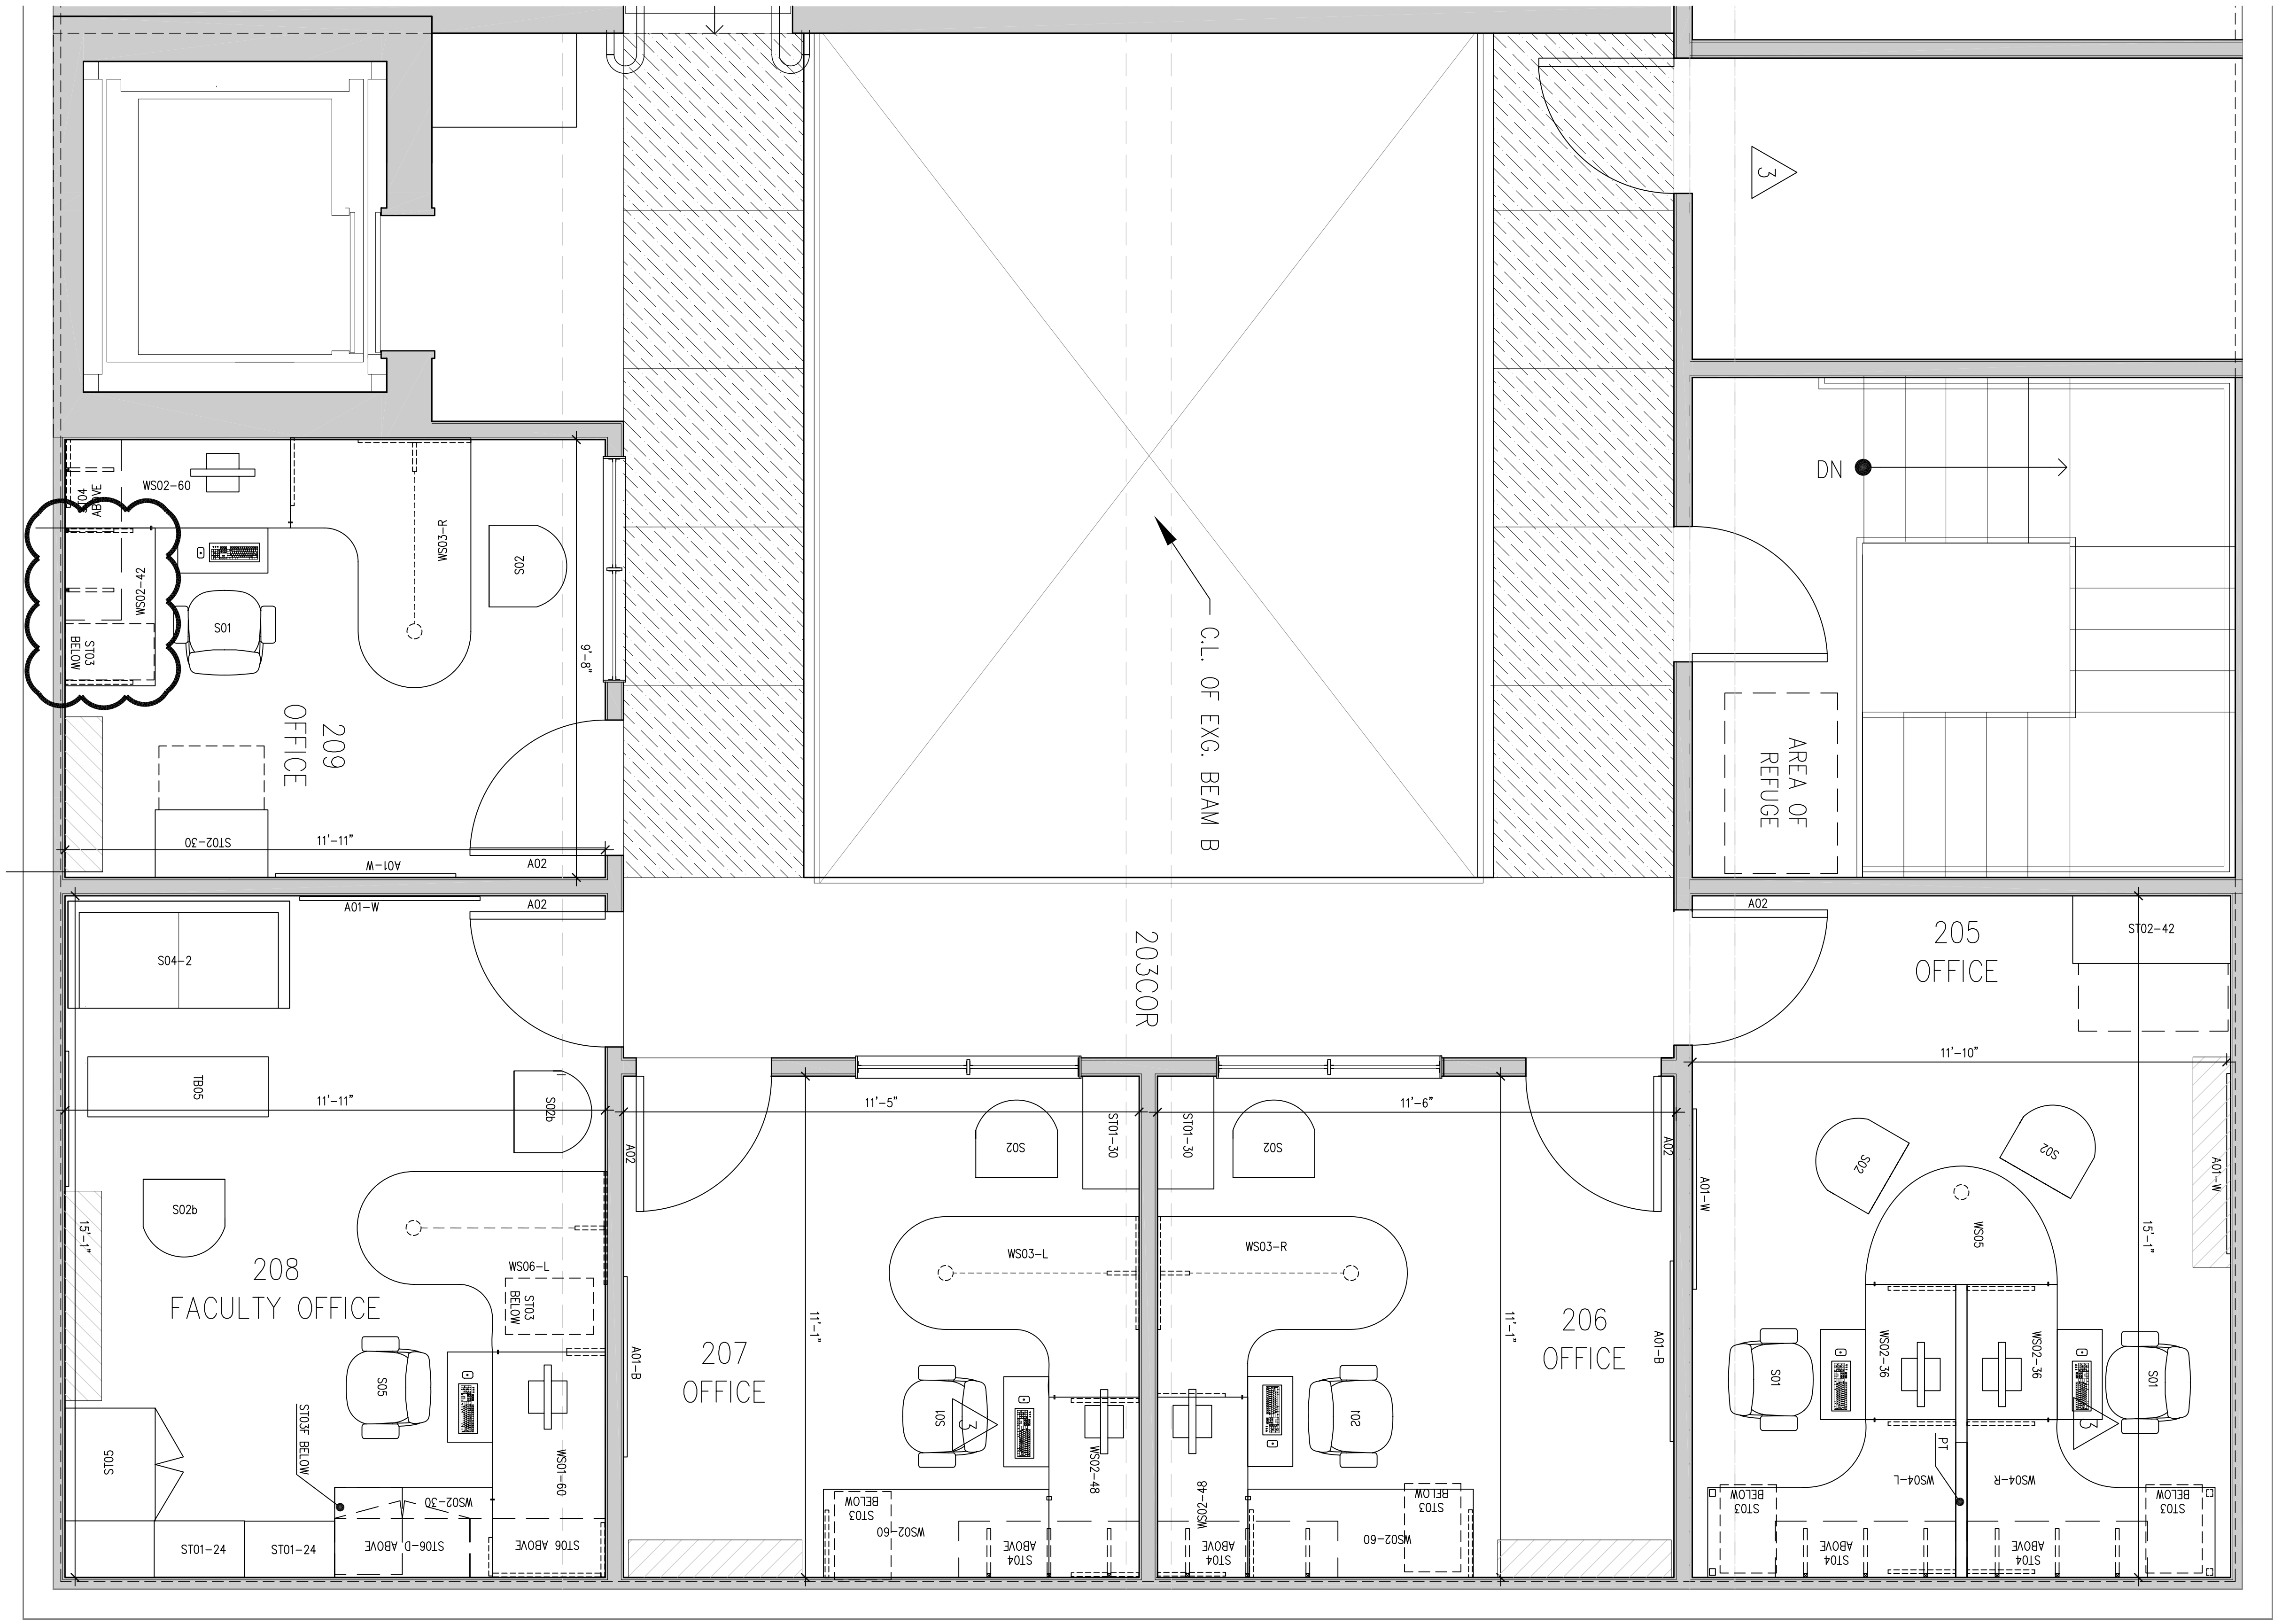 3
DN
ST04
ABOVE
WS02-60
WS03-R
S02
WS02-42
S01
ST03
BELOW
9'-8"
209
OFFICE
ST02-30
11'-11"
A01-W
A02
C.L. OF EXG. BEAM B
AREA OF
REFUGE
A01-W
A02
S04-2
TB05
11'-11"
S02b
S02b
15'-1"
208
FACULTY OFFICE
WS06-L
ST03
BELOW
S05
ST03F BELOW
WS01-60
WS02-30
ST05
ST01-24
ST01-24
ST06-D ABOVE
ST06 ABOVE
203COR
11'-5"
A02
S02
ST01-30
WS03-L
11'-1"
A01-B
207
OFFICE
S01
3
WS02-48
ST03
BELOW
WS02-60
ST04
ABOVE
11'-6"
ST01-30
S02
A02
WS03-R
11'-1"
206
OFFICE
A01-B
S01
WS02-48
ST04
ABOVE
WS02-60
ST03
BELOW
A02
205
OFFICE
ST02-42
11'-10"
A01-W
S02
S02
A01-W
WS05
15'-1"
WS02-36
WS02-36
S01
S01
3
PT
WS04-L
WS04-R
ST03
BELOW
ST04
ABOVE
ST04
ABOVE
ST03
BELOW